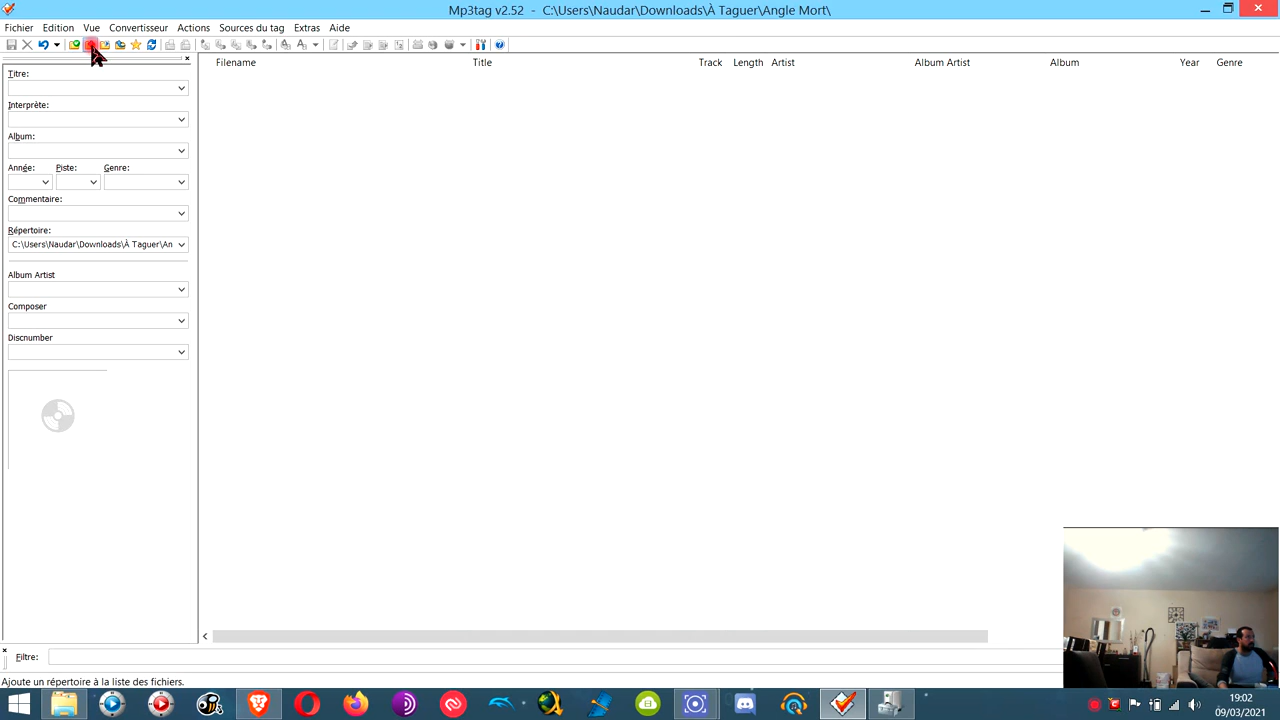 Mp3tag v2.52 - C:\Users\Naudar\Downloads\À Taguer\Angle Mort\
Fichier Edition Vue Convertisseur Actions Sources du tag Extras Aide
Filename Title Track Length Artist Album Artist Album Year Genre
Titre:
Interprète:
Album:
Année: Piste: Genre:
Commentaire:
Répertoire:
C:\Users\Naudar\Downloads\À Taguer\An
Album Artist
Composer
Discnumber
Filtre:
Ajoute un répertoire à la liste des fichiers.
19:02
09/03/2021